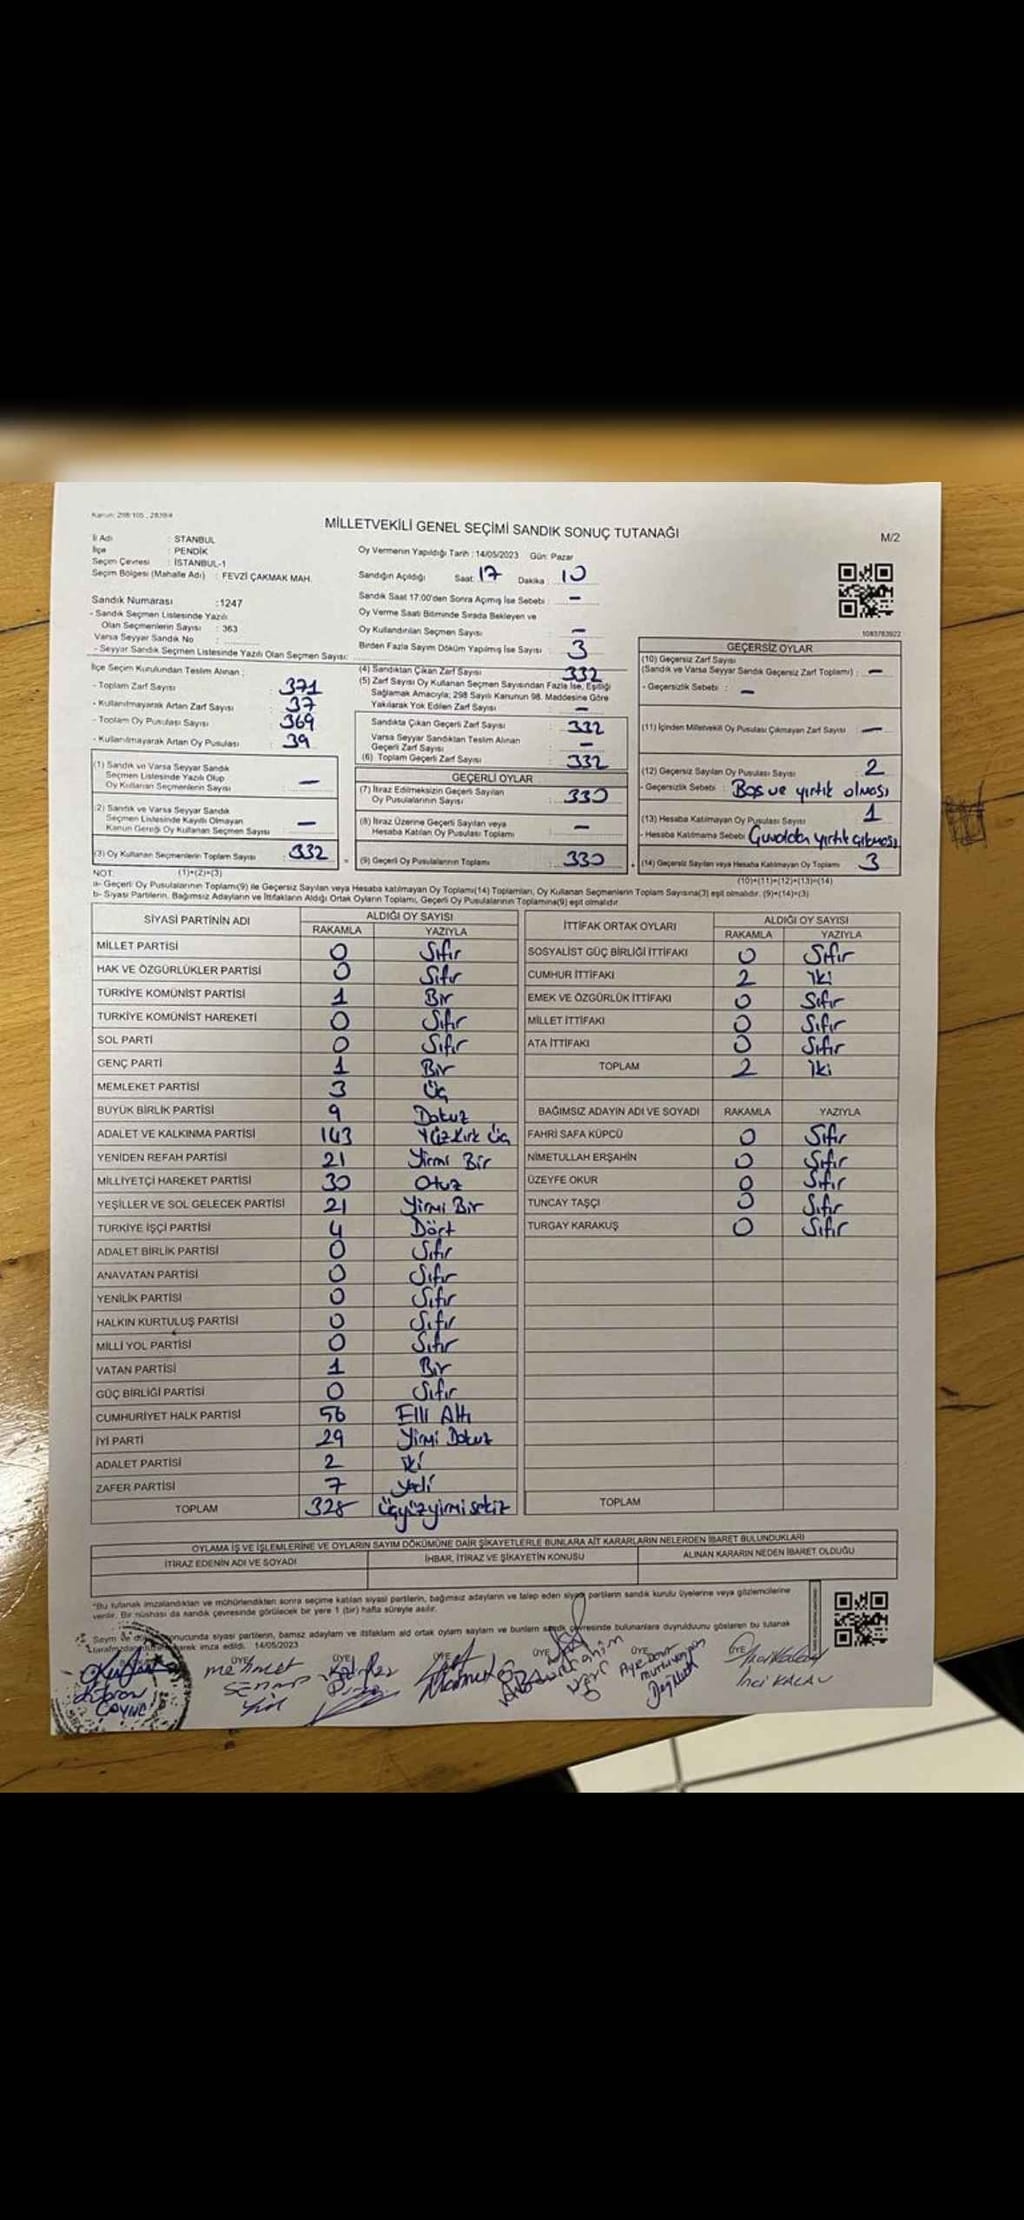 Kanun: 298/105 , 2839/4
MİLLETVEKİLİ GENEL SEÇİMİ SANDIK SONUÇ TUTANAĞI
M/2
İl Adı : STANBUL
İlçe : PENDİK
Seçim Çevresi : İSTANBUL-1
Seçim Bölgesi (Mahalle Adı) : FEVZİ ÇAKMAK MAH.
Sandık Numarası :1247
- Sandık Seçmen Listesinde Yazılı
Olan Seçmenlerin Sayısı : 363
Varsa Seyyar Sandık No :
- Seyyar Sandık Seçmen Listesinde Yazılı Olan Seçmen Sayısı:
Oy Vermenin Yapıldığı Tarih : 14/05/2023 Gün: Pazar
Sandığın Açıldığı Saat: 17 Dakika : 10
Sandık Saat 17:00'den Sonra Açımış İse Sebebi : -
Oy Verme Saati Bitiminde Sırada Bekleyen ve
Oy Kullandırılan Seçmen Sayısı : -
Birden Fazla Sayım Döküm Yapılmış İse Sayısı : 3
1083783922
İlçe Seçim Kurulundan Teslim Alınan ;
- Toplam Zarf Sayısı : 371
- Kullanılmayarak Artan Zarf Sayısı : 37
- Toplam Oy Pusulası Sayısı : 369
- Kullanılmayarak Artan Oy Pusulası : 39
(1) Sandık ve Varsa Seyyar Sandık
Seçmen Listesinde Yazılı Olup
Oy Kullanan Seçmenlerin Sayısı : -
(2) Sandık ve Varsa Seyyar Sandık
Seçmen Listesinde Kayıtlı Olmayan
Kanun Gereği Oy Kullanan Seçmen Sayısı : -
(3) Oy Kullanan Seçmenlerin Toplam Sayısı : 332
(1)+(2)=(3)
(4) Sandıktan Çıkan Zarf Sayısı : 332
(5) Zarf Sayısı Oy Kullanan Seçmen Sayısından Fazla İse, Eşitliği
Sağlamak Amacıyla; 298 Sayılı Kanunun 98. Maddesine Göre
Yakılarak Yok Edilen Zarf Sayısı : -
Sandıkta Çıkan Geçerli Zarf Sayısı : 332
Varsa Seyyar Sandıktan Teslim Alınan
Geçerli Zarf Sayısı : -
(6) Toplam Geçerli Zarf Sayısı : 332
GEÇERLİ OYLAR
(7) İtiraz Edilmeksizin Geçerli Sayılan
Oy Pusulalarının Sayısı : 330
(8) İtiraz Üzerine Geçerli Sayılan veya
Hesaba Katılan Oy Pusulası Toplamı : -
(9) Geçerli Oy Pusulalarının Toplamı : 330
GEÇERSİZ OYLAR
(10) Geçersiz Zarf Sayısı
(Sandık ve Varsa Seyyar Sandık Geçersiz Zarf Toplamı) : -
- Geçersizlik Sebebi : -
(11) İçinden Milletvekili Oy Pusulası Çıkmayan Zarf Sayısı : -
(12) Geçersiz Sayılan Oy Pusulası Sayısı : 2
- Geçersizlik Sebebi : Boş ve yırtık olması
(13) Hesaba Katılmayan Oy Pusulası Sayısı : 1
- Hesaba Katılmama Sebebi : yırtık çıkması
(14) Geçersiz Sayılan veya Hesaba Katılmayan Oy Toplamı : 3
(10)+(11)+(12)+(13)=(14)
NOT:
a- Geçerli Oy Pusulalarının Toplamı(9) ile Geçersiz Sayılan veya Hesaba katılmayan Oy Toplamı(14) Toplamları, Oy Kullanan Seçmenlerin Toplam Sayısına(3) eşit olmalıdır. (9)+(14)=(3)
b- Siyasi Partilerin, Bağımsız Adayların ve İttifakların Aldığı Ortak Oyların Toplamı, Geçerli Oy Pusulalarının Toplamına(9) eşit olmalıdır
SİYASİ PARTİNİN ADI ALDIĞI OY SAYISI
RAKAMLA YAZIYLA
MİLLET PARTİSİ 0 Sıfır
HAK VE ÖZGÜRLÜKLER PARTİSİ 0 Sıfır
TÜRKİYE KOMÜNİST PARTİSİ 1 Bir
TÜRKİYE KOMÜNİST HAREKETİ 0 Sıfır
SOL PARTİ 0 Sıfır
GENÇ PARTİ 1 Bir
MEMLEKET PARTİSİ 3 Üç
BÜYÜK BİRLİK PARTİSİ 9 Dokuz
ADALET VE KALKINMA PARTİSİ 143 Yüz Kırk Üç
YENİDEN REFAH PARTİSİ 21 Yirmi Bir
MİLLİYETÇİ HAREKET PARTİSİ 30 Otuz
YEŞİLLER VE SOL GELECEK PARTİSİ 21 Yirmi Bir
TÜRKİYE İŞÇİ PARTİSİ 4 Dört
ADALET BİRLİK PARTİSİ 0 Sıfır
ANAVATAN PARTİSİ 0 Sıfır
YENİLİK PARTİSİ 0 Sıfır
HALKIN KURTULUŞ PARTİSİ 0 Sıfır
MİLLİ YOL PARTİSİ 0 Sıfır
VATAN PARTİSİ 1 Bir
GÜÇ BİRLİĞİ PARTİSİ 0 Sıfır
CUMHURİYET HALK PARTİSİ 56 Elli Altı
İYİ PARTİ 29 Yirmi Dokuz
ADALET PARTİSİ 2 iki
ZAFER PARTİSİ 7 yedi
TOPLAM 328 üçyüzyirmisekiz
İTTİFAK ORTAK OYLARI ALDIĞI OY SAYISI
RAKAMLA YAZIYLA
SOSYALİST GÜÇ BİRLİĞİ İTTİFAKI 0 Sıfır
CUMHUR İTTİFAKI 2 İki
EMEK VE ÖZGÜRLÜK İTTİFAKI 0 Sıfır
MİLLET İTTİFAKI 0 Sıfır
ATA İTTİFAKI 0 Sıfır
TOPLAM 2 İki
BAĞIMSIZ ADAYIN ADI VE SOYADI RAKAMLA YAZIYLA
FAHRİ SAFA KÜPCÜ 0 Sıfır
NİMETULLAH ERŞAHİN 0 Sıfır
ÜZEYFE OKUR 0 Sıfır
TUNCAY TAŞÇI 0 Sıfır
TURGAY KARAKUŞ 0 Sıfır
TOPLAM
OYLAMA İŞ VE İŞLEMLERİNE VE OYLARIN SAYIM DÖKÜMÜNE DAİR ŞİKAYETLERLE BUNLARA AİT KARARLARIN NELERDEN İBARET BULUNDUKLARI
İTİRAZ EDENİN ADI VE SOYADI İHBAR, İTİRAZ VE ŞİKAYETİN KONUSU ALINAN KARARIN NEDEN İBARET OLDUĞU
"Bu tutanak imzalandıktan ve mühürlendikten sonra seçime katılan siyasi partilerin, bağımsız adayların ve talep eden siyasi partilerin sandık kurulu üyelerine veya gözlemcilerine
verilir. Bir nüshası da sandık çevresinde görülecek bir yere 1 (bir) hafta süreyle asılır.
Sayım ve sonucunda siyasi partilerin, bamsız adayların ve itsifakların ald ortak oyların sayların ve bunların sandık çevresinde bulunanlara duyrulduunu gösteren bu tutanak
imza edildi. 14/05/2023
ÜYE ÜYE ÜYE ÜYE
mehmet
İnci KALAV